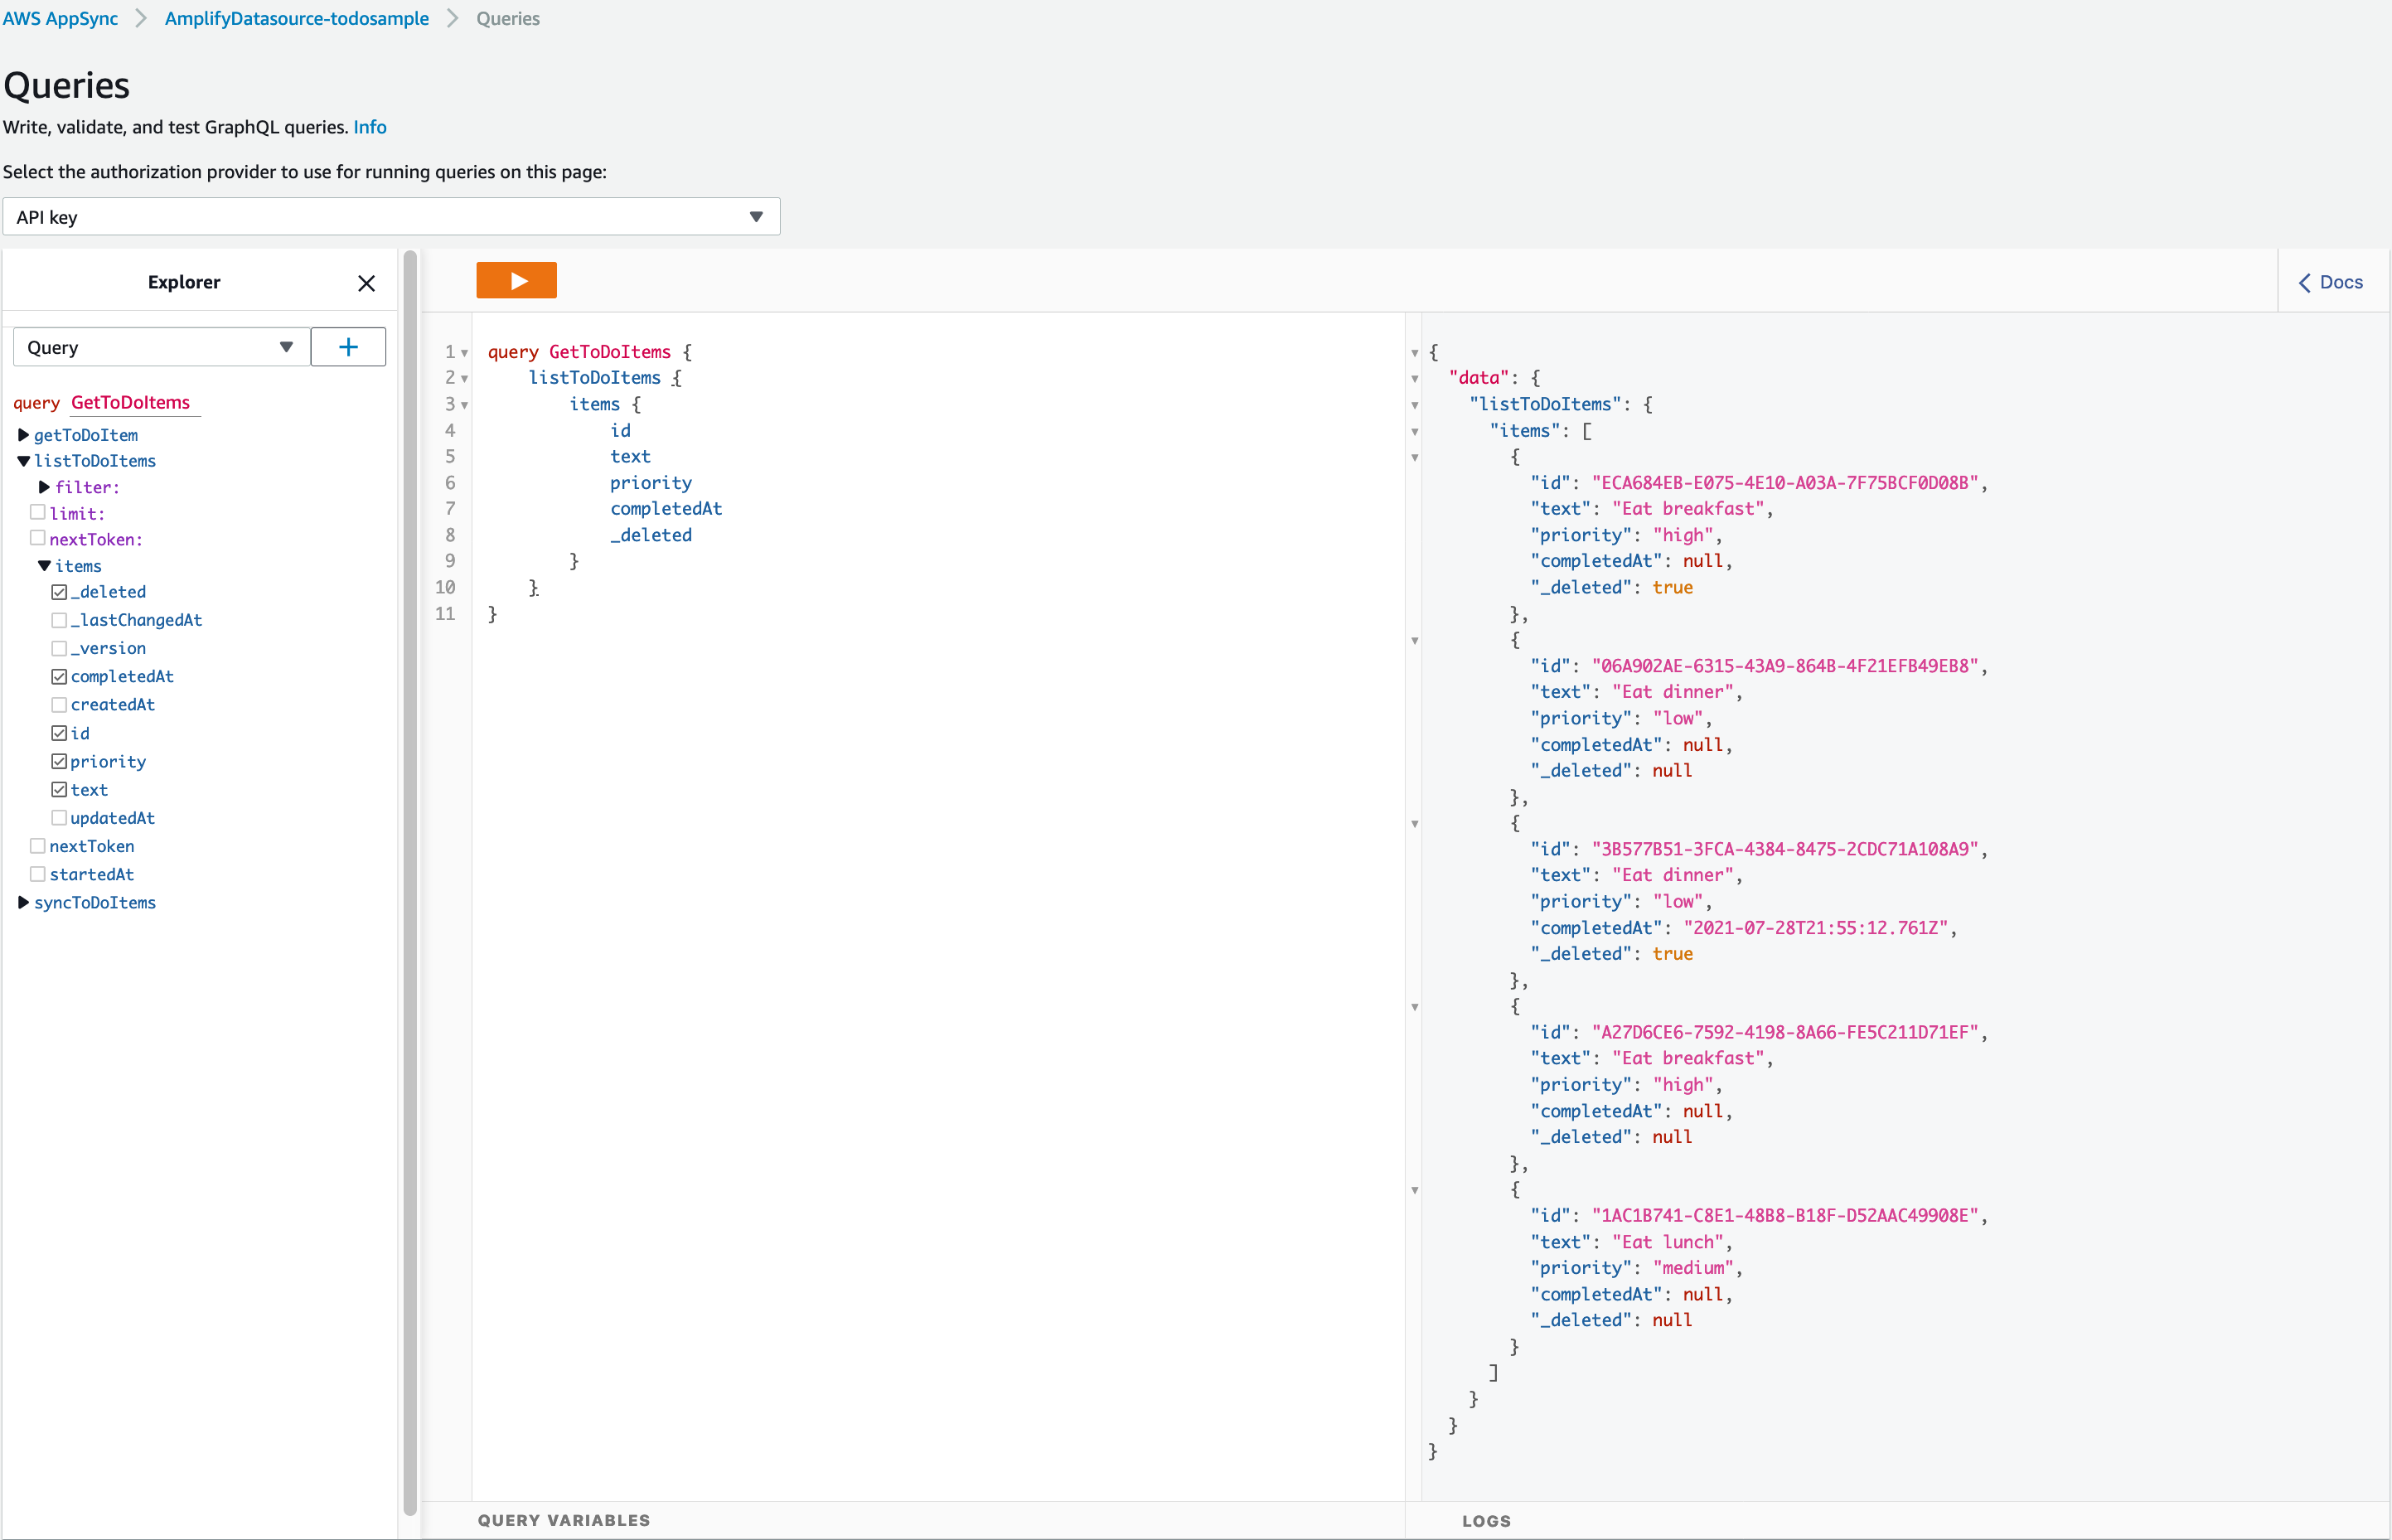 AWS AppSync > AmplifyDatasource-todosample > Queries
Queries
Write, validate, and test GraphQL queries. Info
Select the authorization provider to use for running queries on this page:
API key
Explorer
Query
query GetToDoItems
getToDoItem
listToDoItems
filter:
limit:
nextToken:
items
_deleted
_lastChangedAt
_version
completedAt
createdAt
id
priority
text
updatedAt
nextToken
startedAt
syncToDoItems
1 query GetToDoItems {
2 listToDoItems {
3 items {
4 id
5 text
6 priority
7 completedAt
8 _deleted
9 }
10 }
11 }
QUERY VARIABLES
Docs
{
"data": {
"listToDoItems": {
"items": [
{
"id": "ECA684EB-E075-4E10-A03A-7F75BCF0D08B",
"text": "Eat breakfast",
"priority": "high",
"completedAt": null,
"_deleted": true
},
{
"id": "06A902AE-6315-43A9-864B-4F21EFB49EB8",
"text": "Eat dinner",
"priority": "low",
"completedAt": null,
"_deleted": null
},
{
"id": "3B577B51-3FCA-4384-8475-2CDC71A108A9",
"text": "Eat dinner",
"priority": "low",
"completedAt": "2021-07-28T21:55:12.761Z",
"_deleted": true
},
{
"id": "A27D6CE6-7592-4198-8A66-FE5C211D71EF",
"text": "Eat breakfast",
"priority": "high",
"completedAt": null,
"_deleted": null
},
{
"id": "1AC1B741-C8E1-48B8-B18F-D52AAC49908E",
"text": "Eat lunch",
"priority": "medium",
"completedAt": null,
"_deleted": null
}
]
}
}
}
LOGS